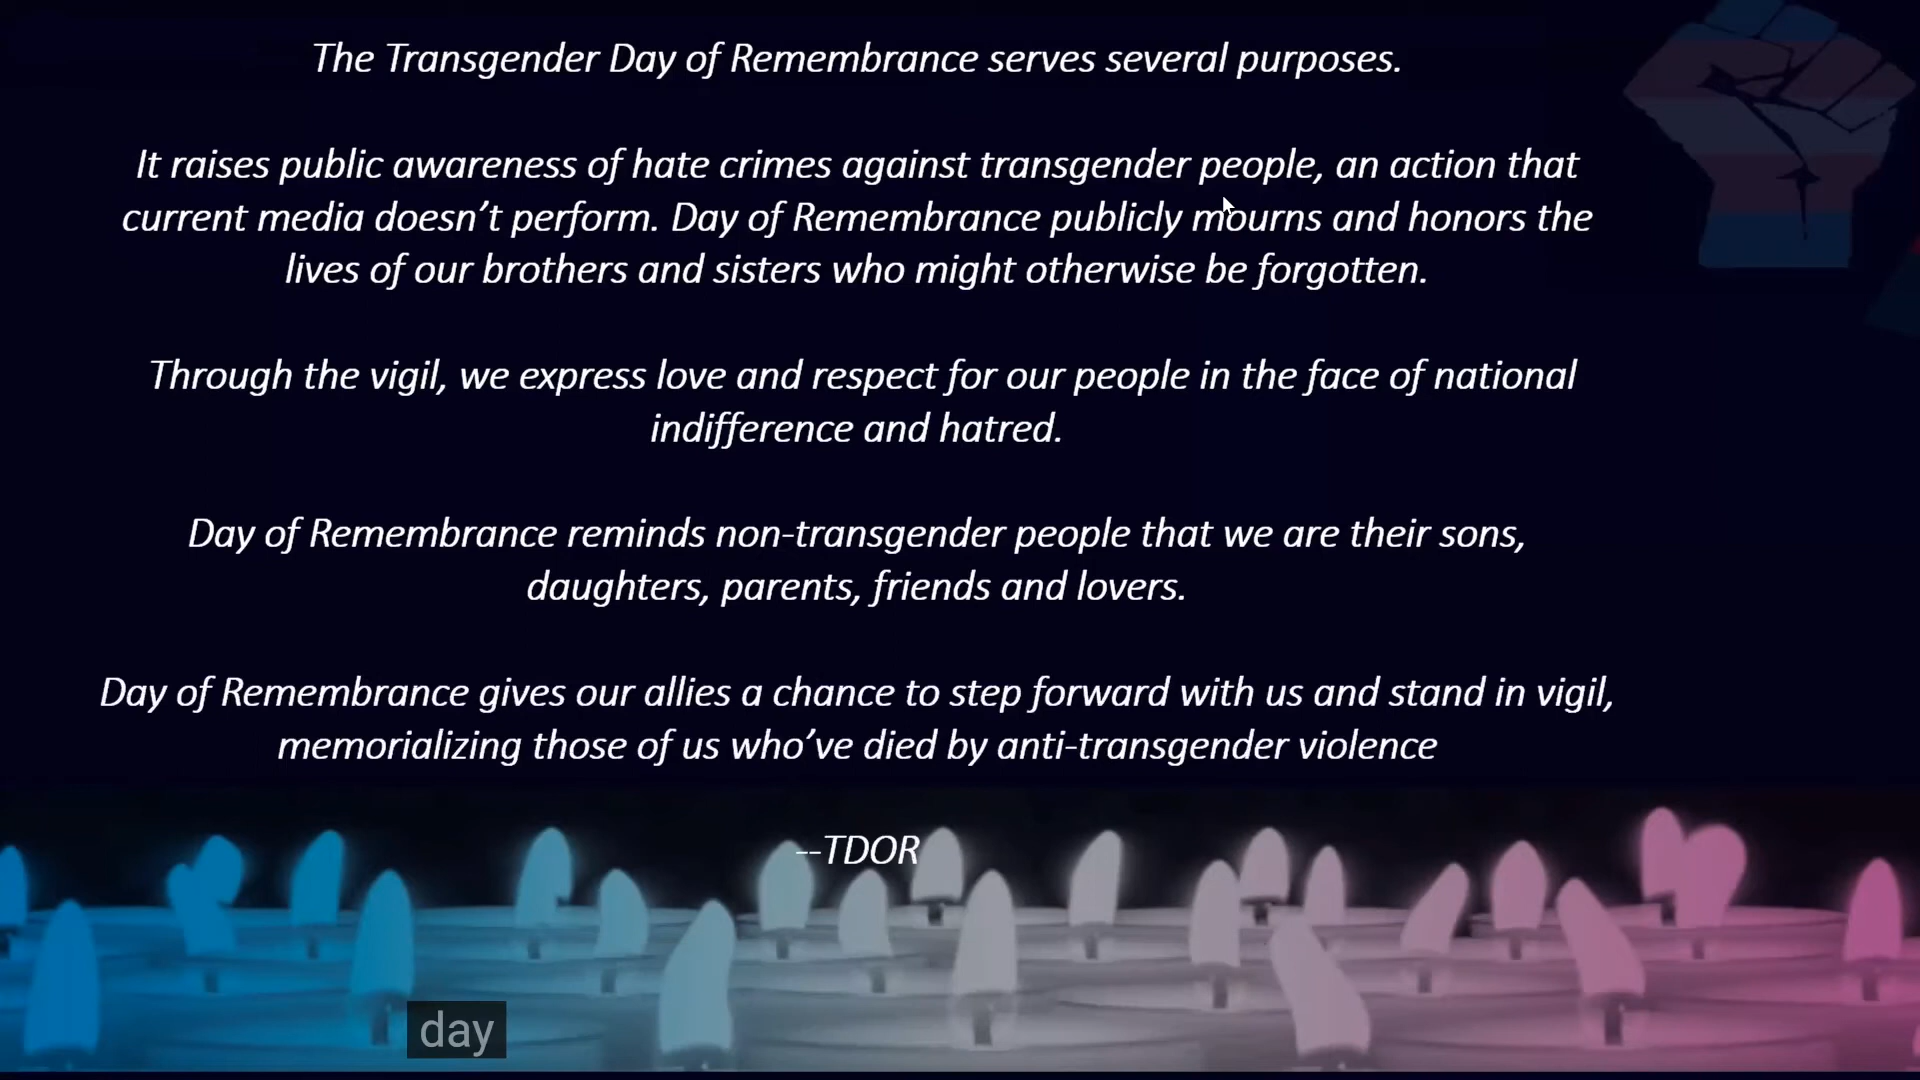 The Transgender Day of Remembrance serves several purposes.
It raises public awareness of hate crimes against transgender people, an action that
current media doesn’t perform. Day of Remembrance publicly mourns and honors the
lives of our brothers and sisters who might otherwise be forgotten.
Through the vigil, we express love and respect for our people in the face of national
indifference and hatred.
Day of Remembrance reminds non-transgender people that we are their sons,
daughters, parents, friends and lovers.
Day of Remembrance gives our allies a chance to step forward with us and stand in vigil,
memorializing those of us who’ve died by anti-transgender violence
--TDOR
day